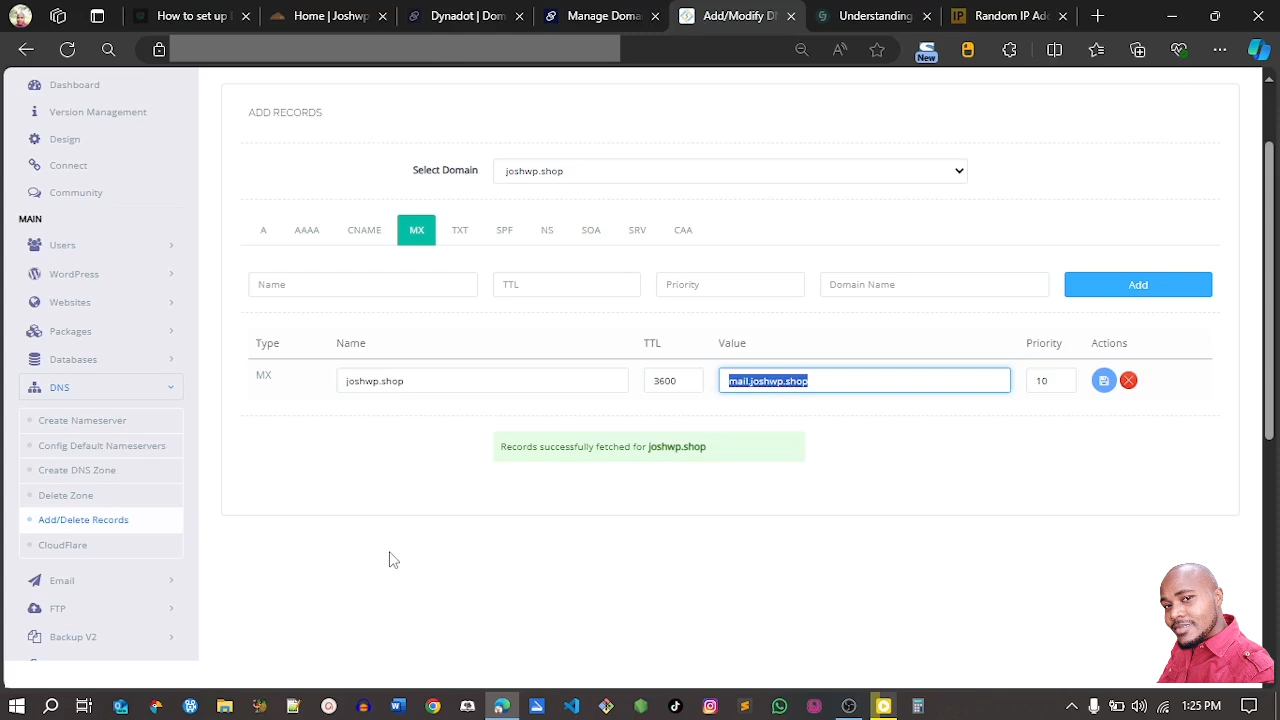 How to set up
Home | Joshwp
Dynadot | Dom
Manage Doma
Add/Modify D
Understanding
IP
Random IP Ad
New
Dashboard
Version Management
Design
Connect
Community
MAIN
Users
WordPress
Websites
Packages
Databases
DNS
Create Nameserver
Config Default Nameservers
Create DNS Zone
Delete Zone
Add/Delete Records
CloudFlare
Email
FTP
Backup V2
ADD RECORDS
Select Domain
joshwp.shop
A AAAA CNAME MX TXT SPF NS SOA SRV CAA
Name TTL Priority Domain Name Add
Type Name TTL Value Priority Actions
MX joshwp.shop 3600 mail.joshwp.shop 10
Records successfully fetched for joshwp.shop
1:25 PM